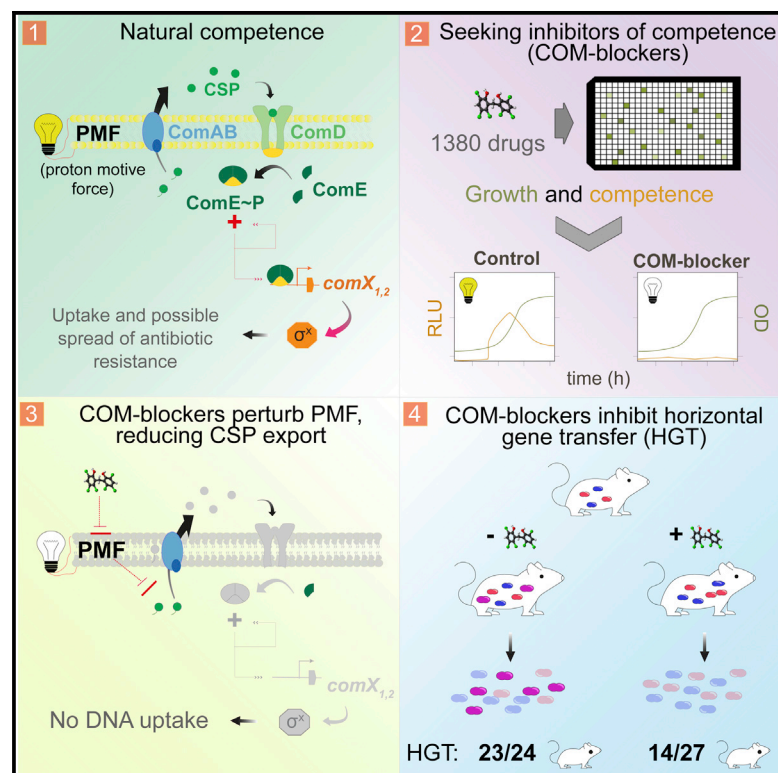 1
Natural competence
CSP
PMF
ComAB
ComD
(proton motive
force)
ComE~P
ComE
+
comX1,2
Uptake and possible
spread of antibiotic
resistance
σx
2
Seeking inhibitors of competence
(COM-blockers)
1380 drugs
Growth and competence
Control
COM-blocker
RLU
OD
time (h)
3
COM-blockers perturb PMF,
reducing CSP export
PMF
+
comX1,2
No DNA uptake
σx
4
COM-blockers inhibit horizontal
gene transfer (HGT)
-
+
HGT: 23/24 14/27